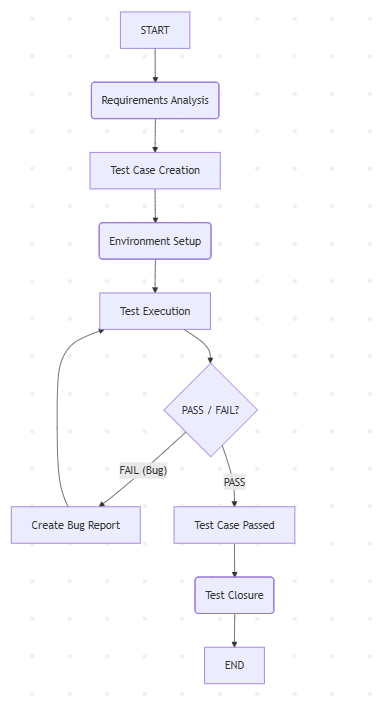 START
Requirements Analysis
Test Case Creation
Environment Setup
Test Execution
PASS / FAIL?
FAIL (Bug)
PASS
Create Bug Report
Test Case Passed
Test Closure
END